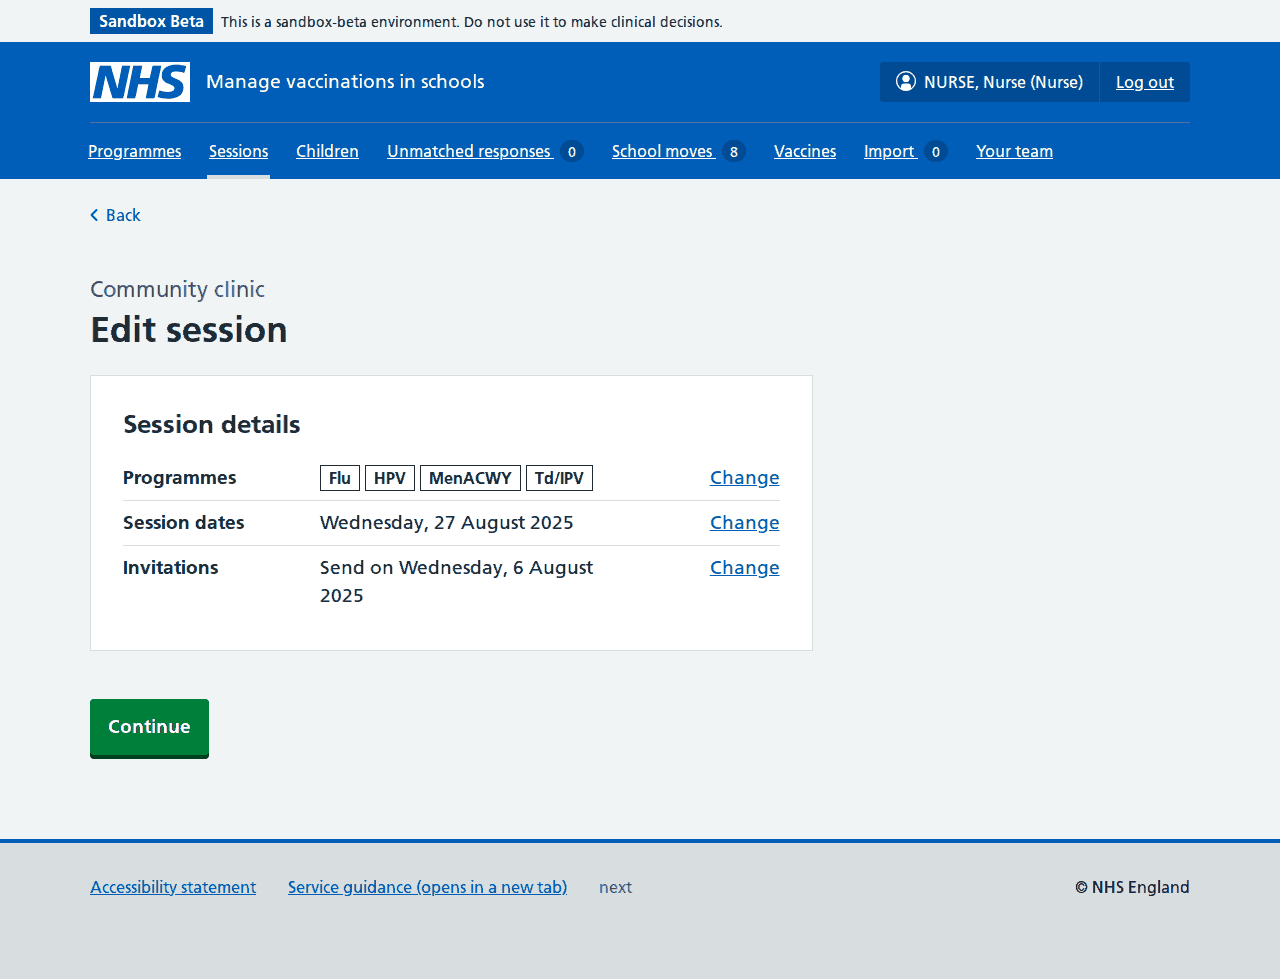 Sandbox Beta This is a sandbox-beta environment. Do not use it to make clinical decisions.
NHS Manage vaccinations in schools NURSE, Nurse (Nurse) Log out
Programmes Sessions Children Unmatched responses 0 School moves 8 Vaccines Import 0 Your team
Back
Community clinic
Edit session
Session details
Programmes Flu HPV MenACWY Td/IPV Change
Session dates Wednesday, 27 August 2025 Change
Invitations Send on Wednesday, 6 August Change
2025
Continue
Accessibility statement Service guidance (opens in a new tab) next © NHS England